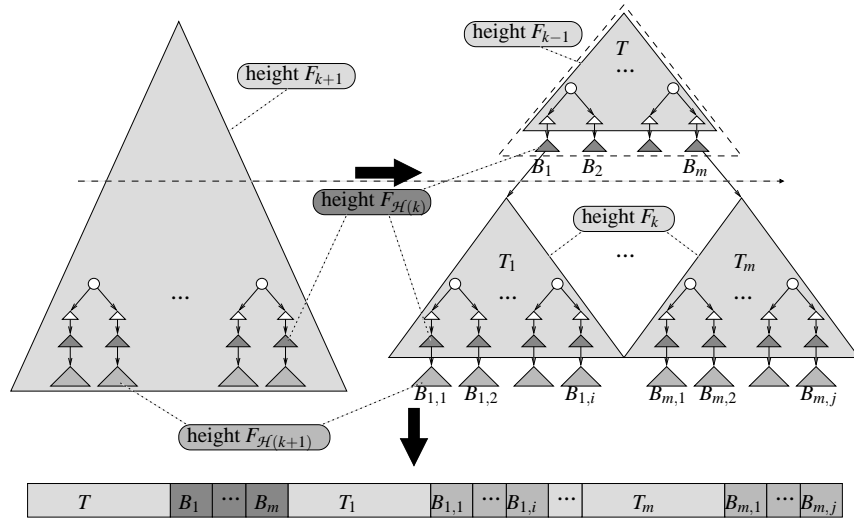 height $F_{k+1}$
height $F_{k-1}$
$T$
...
$B_1$ $B_2$ $B_m$
height $F_{\mathcal{H}(k)}$
height $F_k$
...
$T_1$ $T_m$
... ... ...
$B_{1,1}$ $B_{1,2}$ $B_{1,i}$ $B_{m,1}$ $B_{m,2}$ $B_{m,j}$
height $F_{\mathcal{H}(k+1)}$
$T$ $B_1$ ... $B_m$ $T_1$ $B_{1,1}$ ... $B_{1,i}$ ... $T_m$ $B_{m,1}$ ... $B_{m,j}$